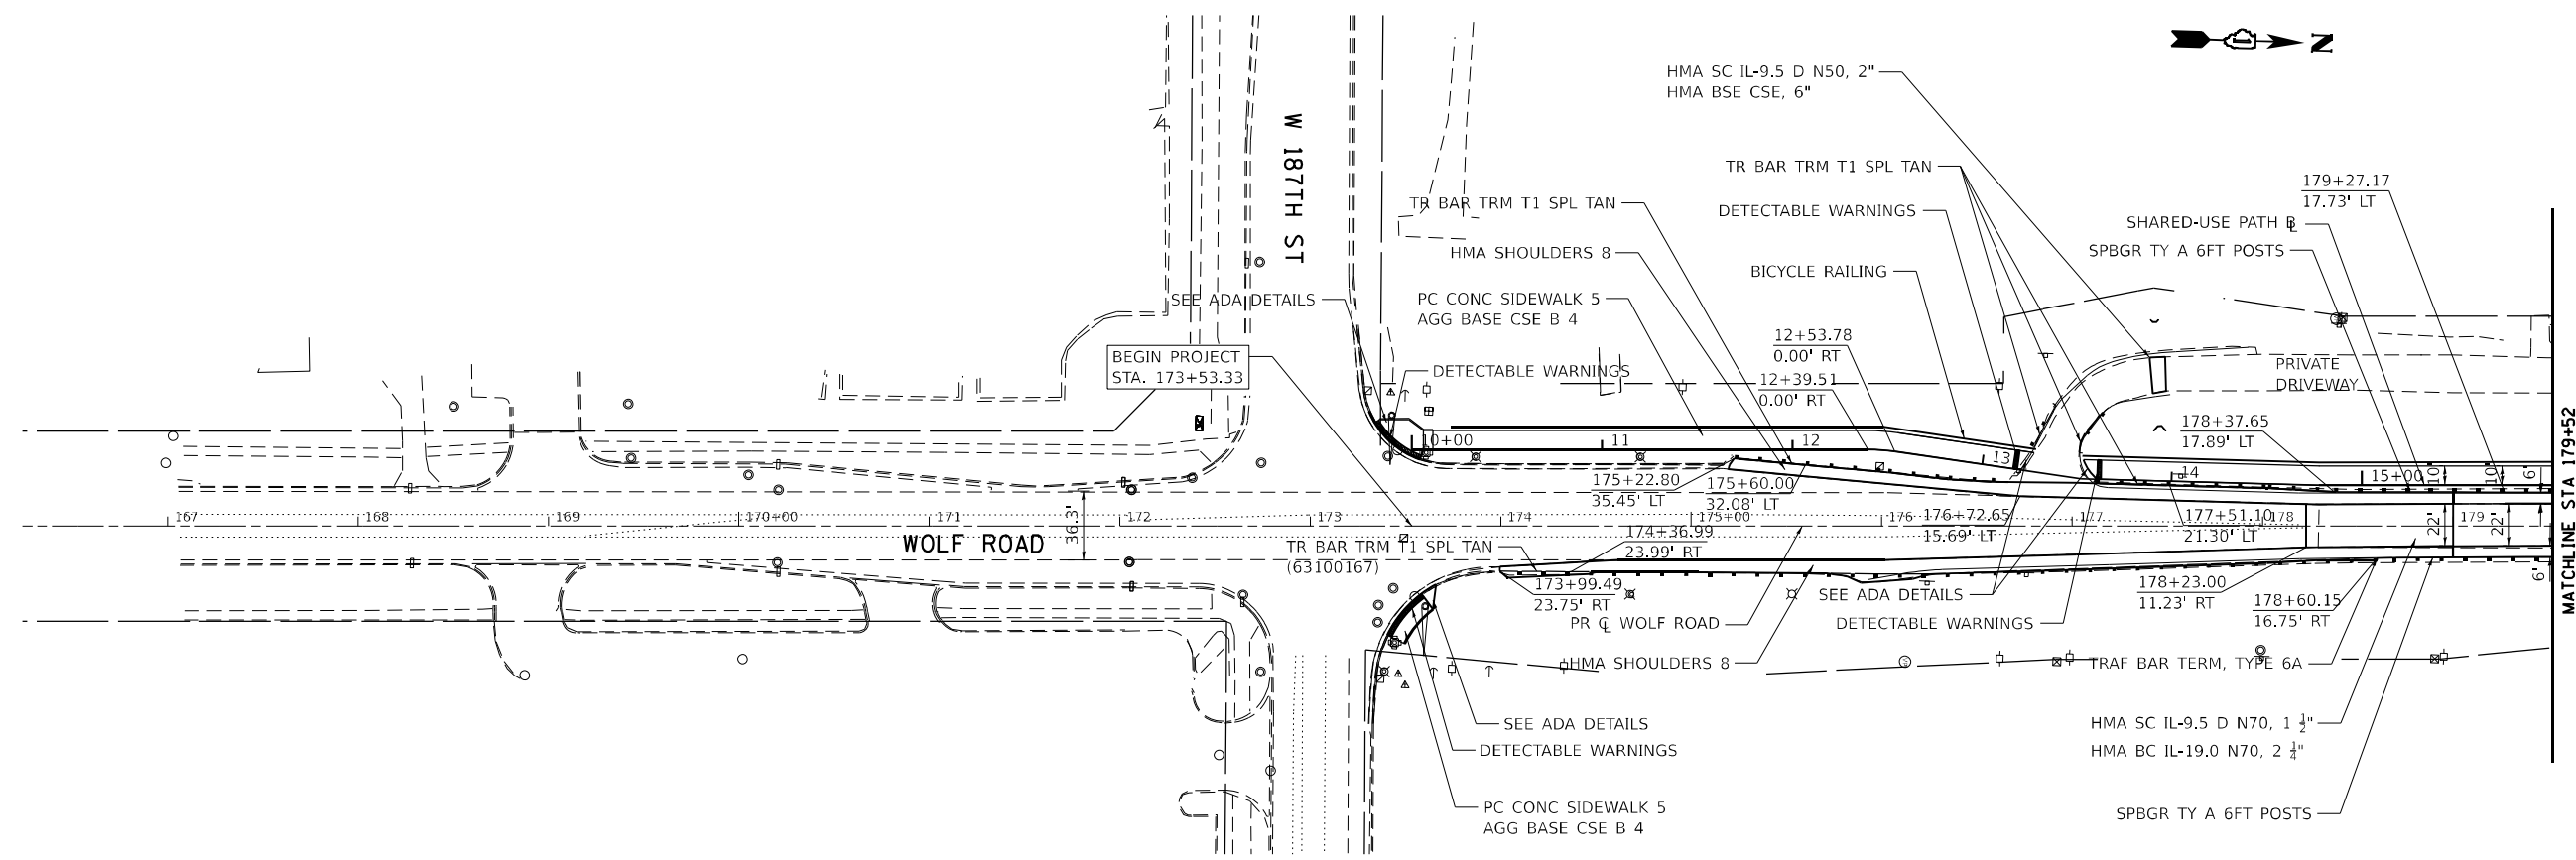 N
HMA SC IL-9.5 D N50, 2"
HMA BSE CSE, 6"
W 187TH ST
TR BAR TRM T1 SPL TAN
DETECTABLE WARNINGS
BICYCLE RAILING
TR BAR TRM T1 SPL TAN
HMA SHOULDERS 8
PC CONC SIDEWALK 5
AGG BASE CSE B 4
179+27.17
17.73' LT
SHARED-USE PATH BL
SPBGR TY A 6FT POSTS
SEE ADA DETAILS
BEGIN PROJECT
STA. 173+53.33
DETECTABLE WARNINGS
12+53.78
0.00' RT
12+39.51
0.00' RT
PRIVATE
DRIVEWAY
178+37.65
17.89' LT
10+00
11
12
13
14
15+00
10'
10'
6'
175+22.80
35.45' LT
175+60.00
32.08' LT
176+72.65
15.69' LT
177+51.10
21.30' LT
167
168
169
170+00
171
172
173
174
175+00
176
177
178
179
36.3'
22'
22'
6'
WOLF ROAD
TR BAR TRM T1 SPL TAN
(63100167)
174+36.99
23.99' RT
173+99.49
23.75' RT
PR CL WOLF ROAD
HMA SHOULDERS 8
SEE ADA DETAILS
DETECTABLE WARNINGS
178+23.00
11.23' RT
178+60.15
16.75' RT
TRAF BAR TERM, TYPE 6A
SEE ADA DETAILS
DETECTABLE WARNINGS
PC CONC SIDEWALK 5
AGG BASE CSE B 4
HMA SC IL-9.5 D N70, 1 1/2"
HMA BC IL-19.0 N70, 2 1/4"
SPBGR TY A 6FT POSTS
MATCHLINE STA 179+52